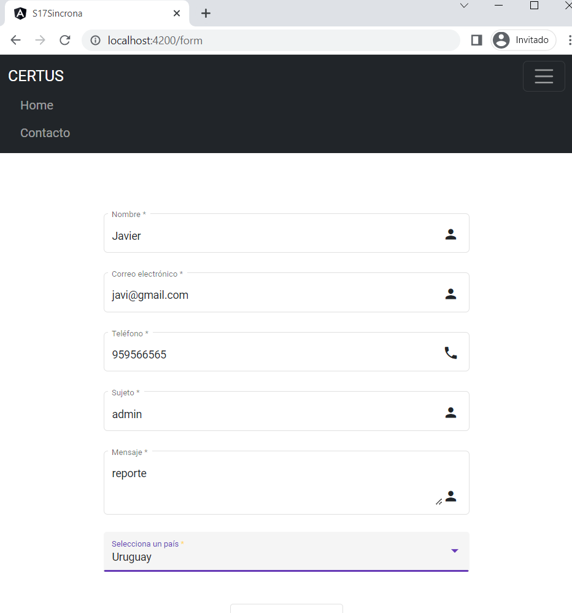 S17Sincrona
localhost:4200/form
Invitado
CERTUS
Home
Contacto
Nombre *
Javier
Correo electrónico *
javi@gmail.com
Teléfono *
959566565
Sujeto *
admin
Mensaje *
reporte
Selecciona un país *
Uruguay